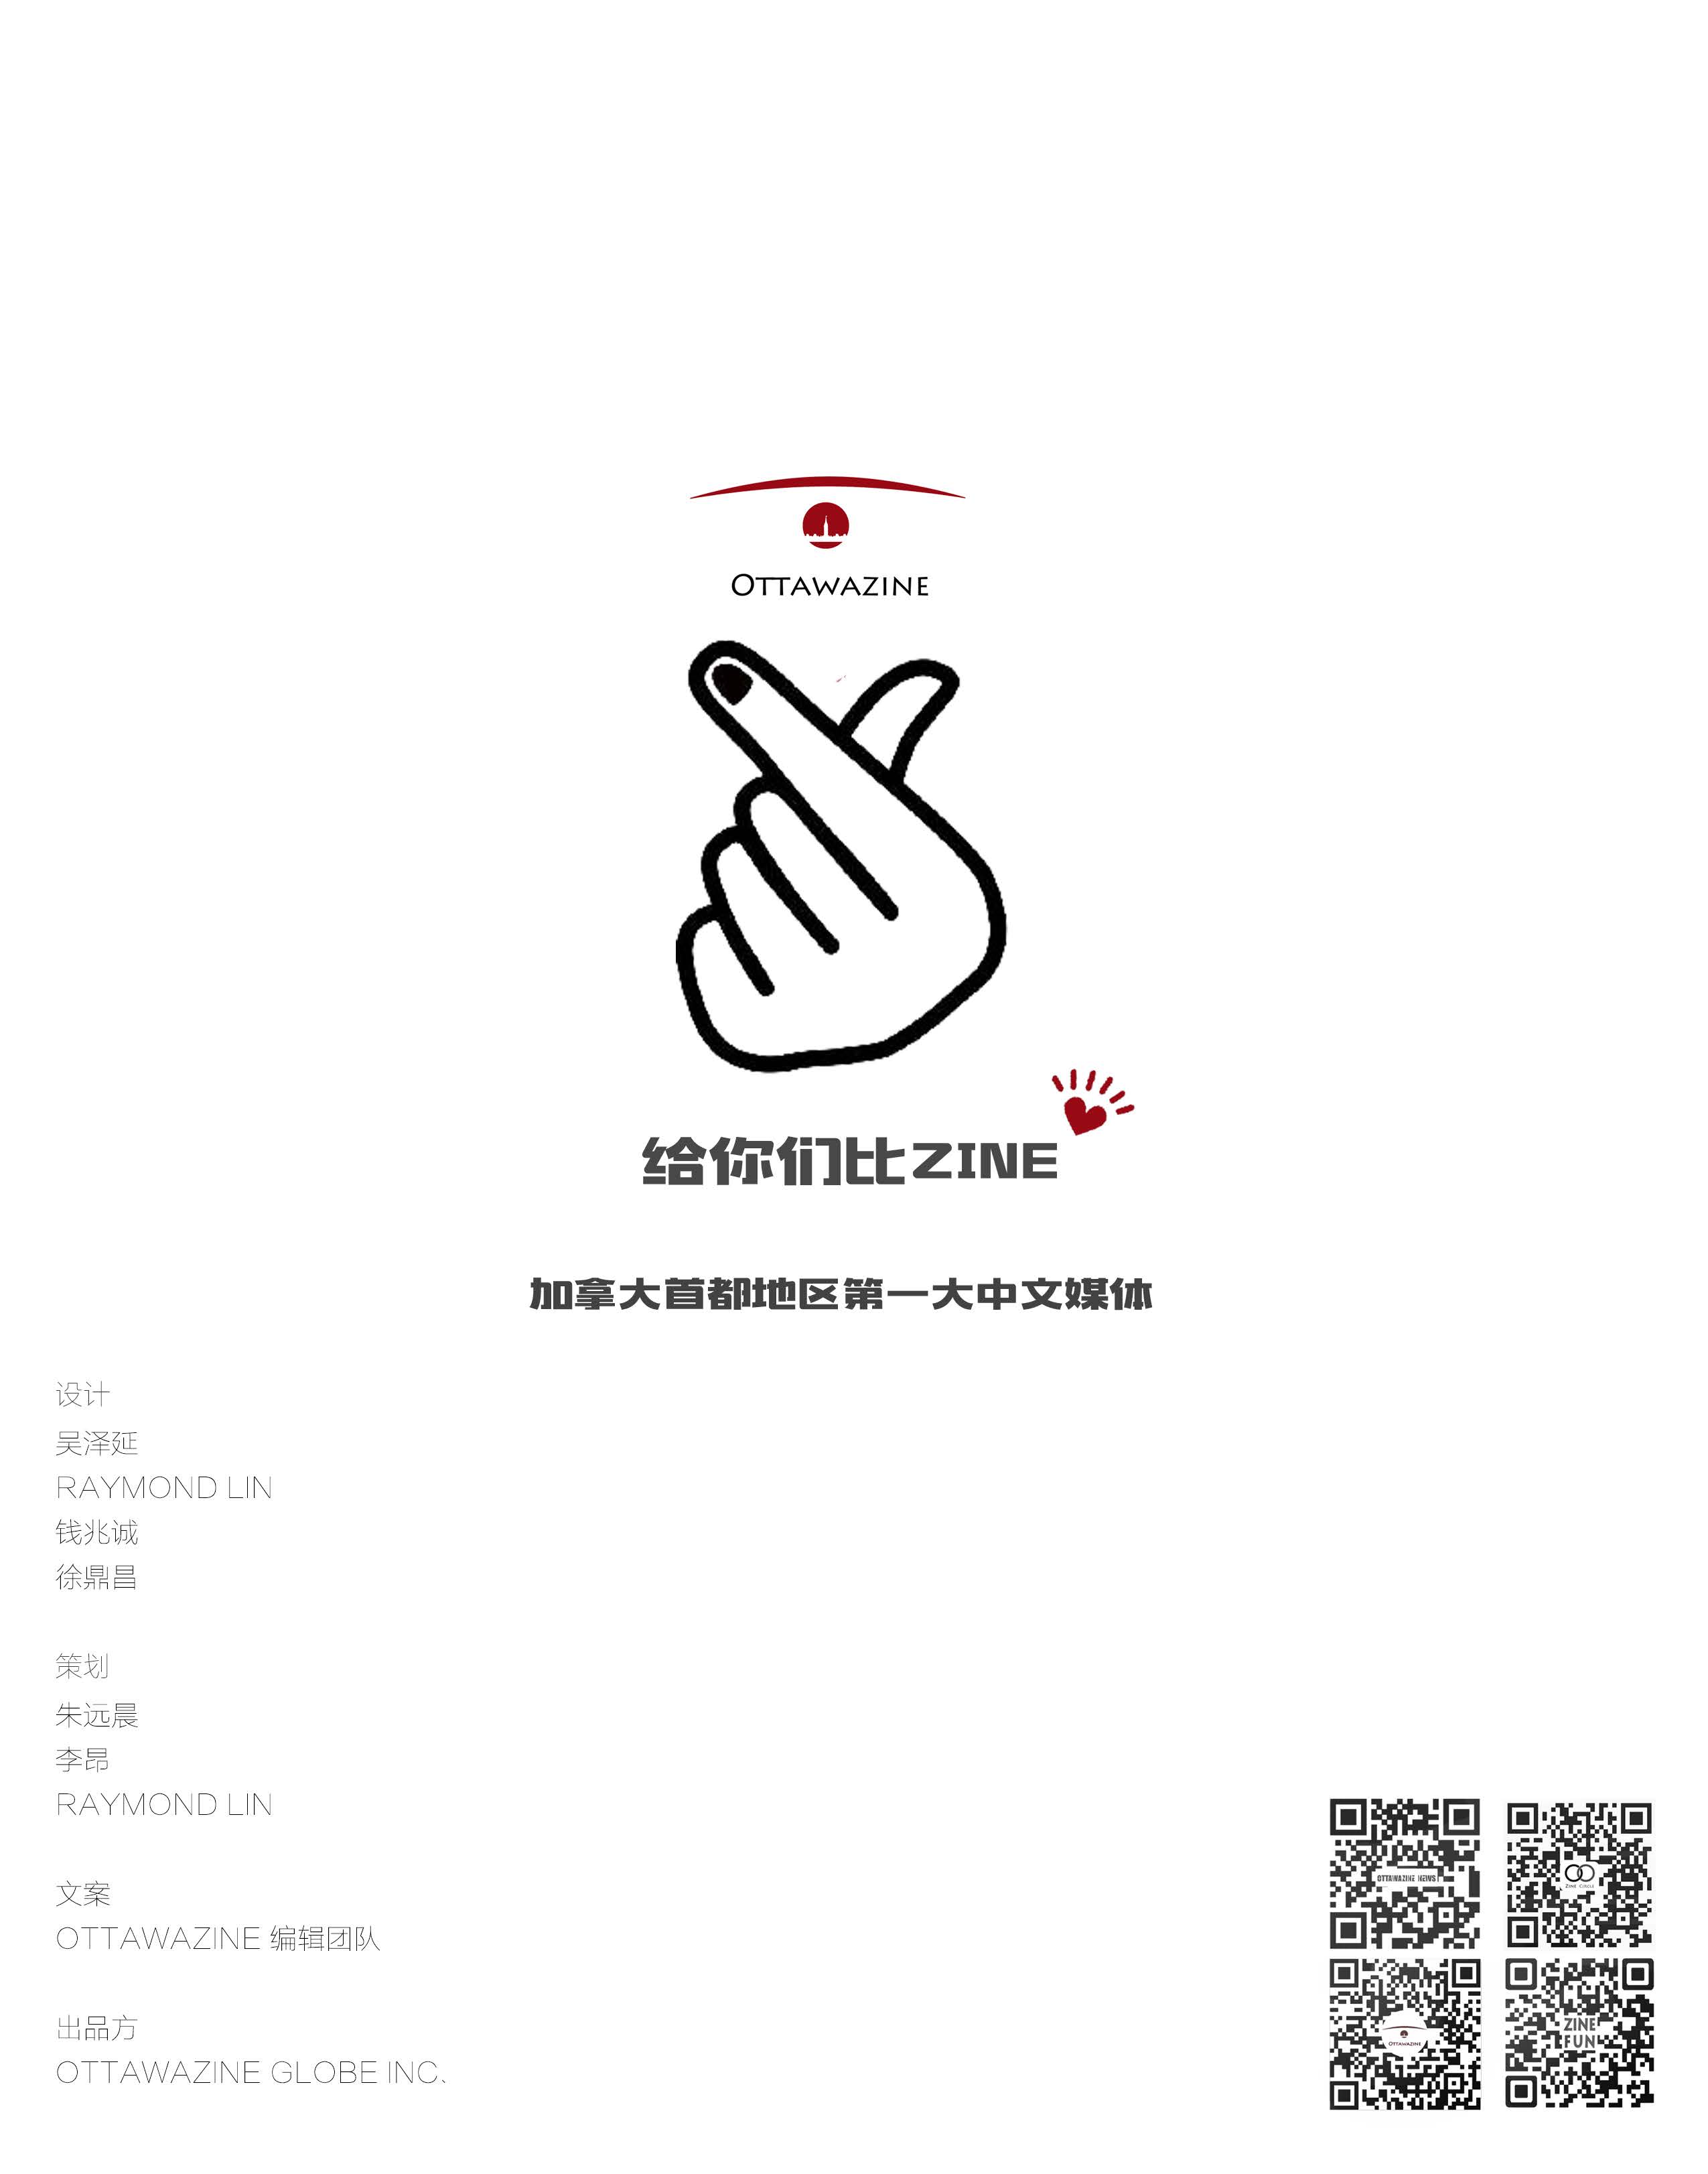 OTTAWAZINE
给你们比ZINE
加拿大首都地区第一大中文媒体
设计
吴泽延
RAYMOND LIN
钱兆诚
徐鼎昌
策划
朱远晨
李昂
RAYMOND LIN
文案
OTTAWAZINE 编辑团队
出品方
OTTAWAZINE GLOBE INC.
OTTAWAZINE NEWS
ZINE CIRCLE
OTTAWAZINE
ZINE
FUN